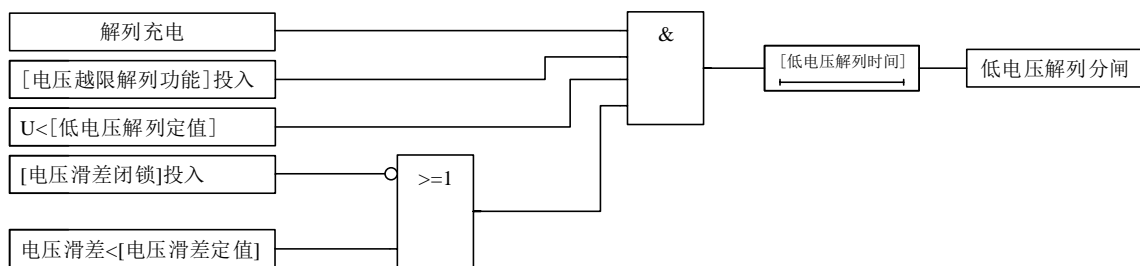 解列充电
&
[电压越限解列功能]投入
[低电压解列时间]
低电压解列分闸
U<[低电压解列定值]
[电压滑差闭锁]投入
>=1
电压滑差<[电压滑差定值]